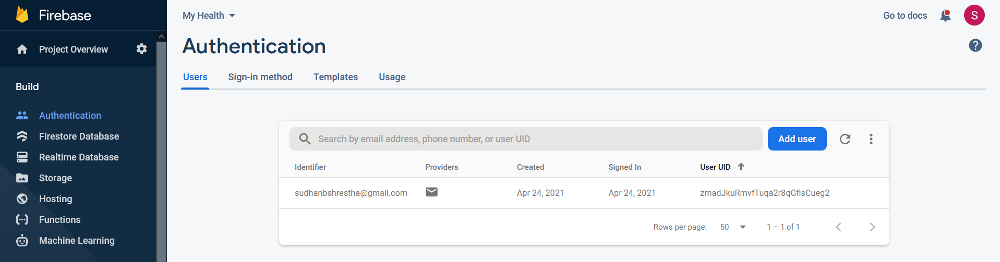 Firebase
Project Overview
Build
Authentication
Firestore Database
Realtime Database
Storage
Hosting
Functions
Machine Learning
My Health
Go to docs
S
Authentication
?
Users Sign-in method Templates Usage
Search by email address, phone number, or user UID
Add user
Identifier Providers Created Signed In User UID
sudhanbshrestha@gmail.com Apr 24, 2021 Apr 24, 2021 zmadJkuRmvfTuqa2r8qGfisCueg2
Rows per page: 50 1 – 1 of 1